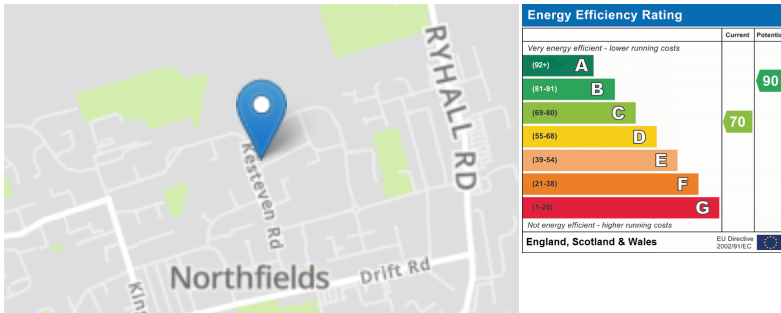 RYHALL RD
Kesteven Rd
Northfields
Drift Rd
Kin
Energy Efficiency Rating
Current Potentia
Very energy efficient - lower running costs
(92+) A
(81-91) B
90
(69-80) C
70
(55-68) D
(39-54) E
(21-38) F
(1-20) G
Not energy efficient - higher running costs
England, Scotland & Wales
EU Directive
2002/91/EC